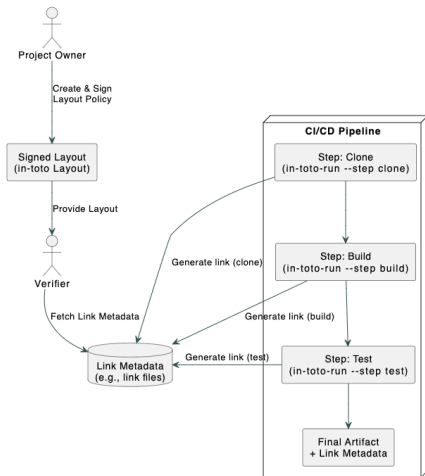 Project Owner
Create & Sign
Layout Policy
Signed Layout
(in-toto Layout)
Provide Layout
Verifier
Fetch Link Metadata
Link Metadata
(e.g., link files)
CI/CD Pipeline
Step: Clone
(in-toto-run --step clone)
Generate link (clone)
Step: Build
(in-toto-run --step build)
Generate link (build)
Step: Test
(in-toto-run --step test)
Generate link (test)
Final Artifact
+ Link Metadata